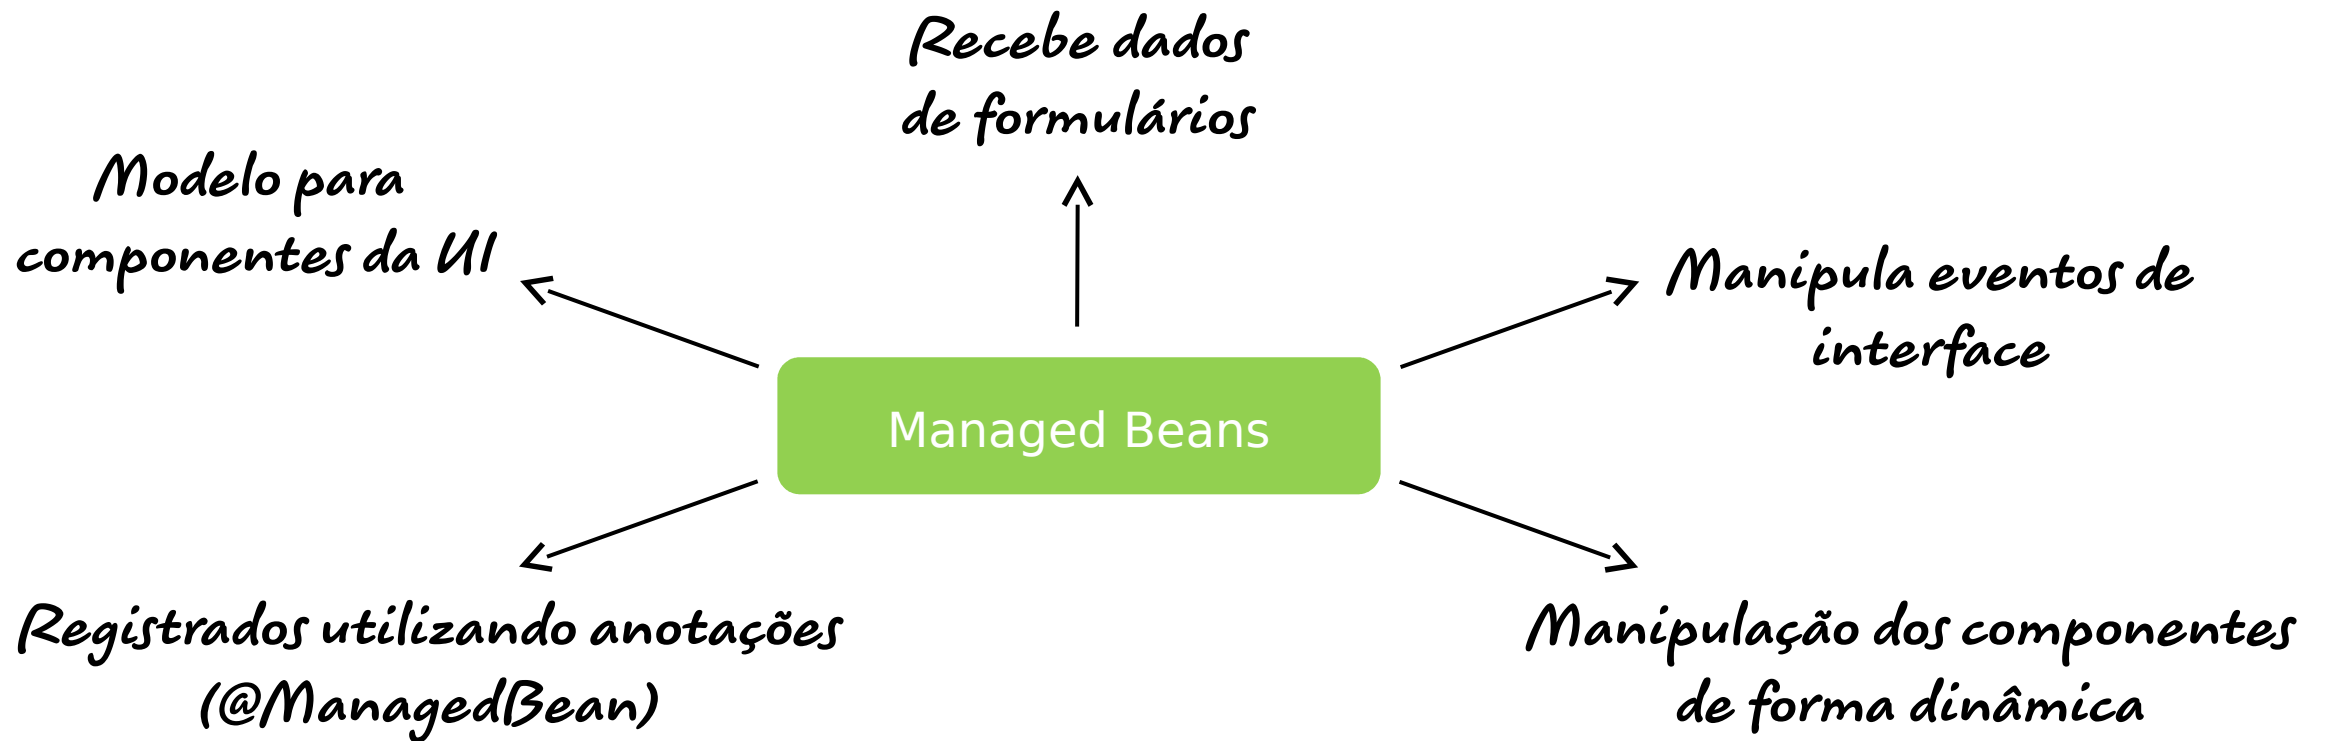 Recebe dados
de formulários
Modelo para
componentes da UI
Manipula eventos de
interface
Managed Beans
Registrados utilizando anotações
(@ManagedBean)
Manipulação dos componentes
de forma dinâmica